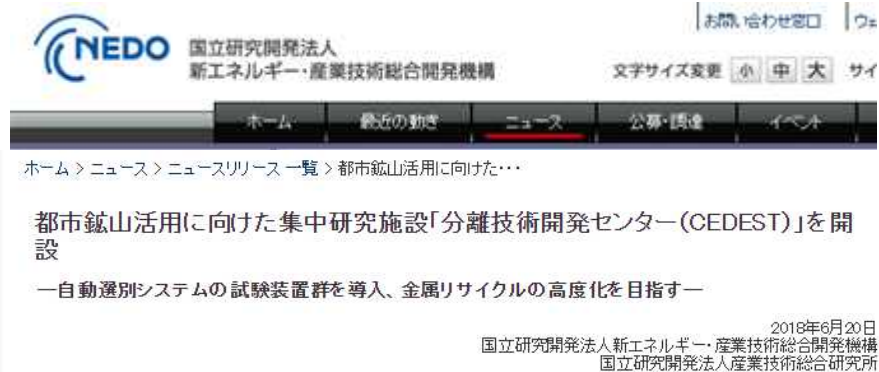 お問い合わせ窓口
NEDO
国立研究開発法人
新エネルギー・産業技術総合開発機構
文字サイズ変更 小 中 大 サイ
ホーム 最近の動き ニュース 公募・調達 イベント
ホーム > ニュース > ニュースリリース 一覧 > 都市鉱山活用に向けた・・・
都市鉱山活用に向けた集中研究施設「分離技術開発センター(CEDEST)」を開
設
―自動選別システムの試験装置群を導入、金属リサイクルの高度化を目指す―
2018年6月20日
国立研究開発法人新エネルギー・産業技術総合開発機構
国立研究開発法人産業技術総合研究所